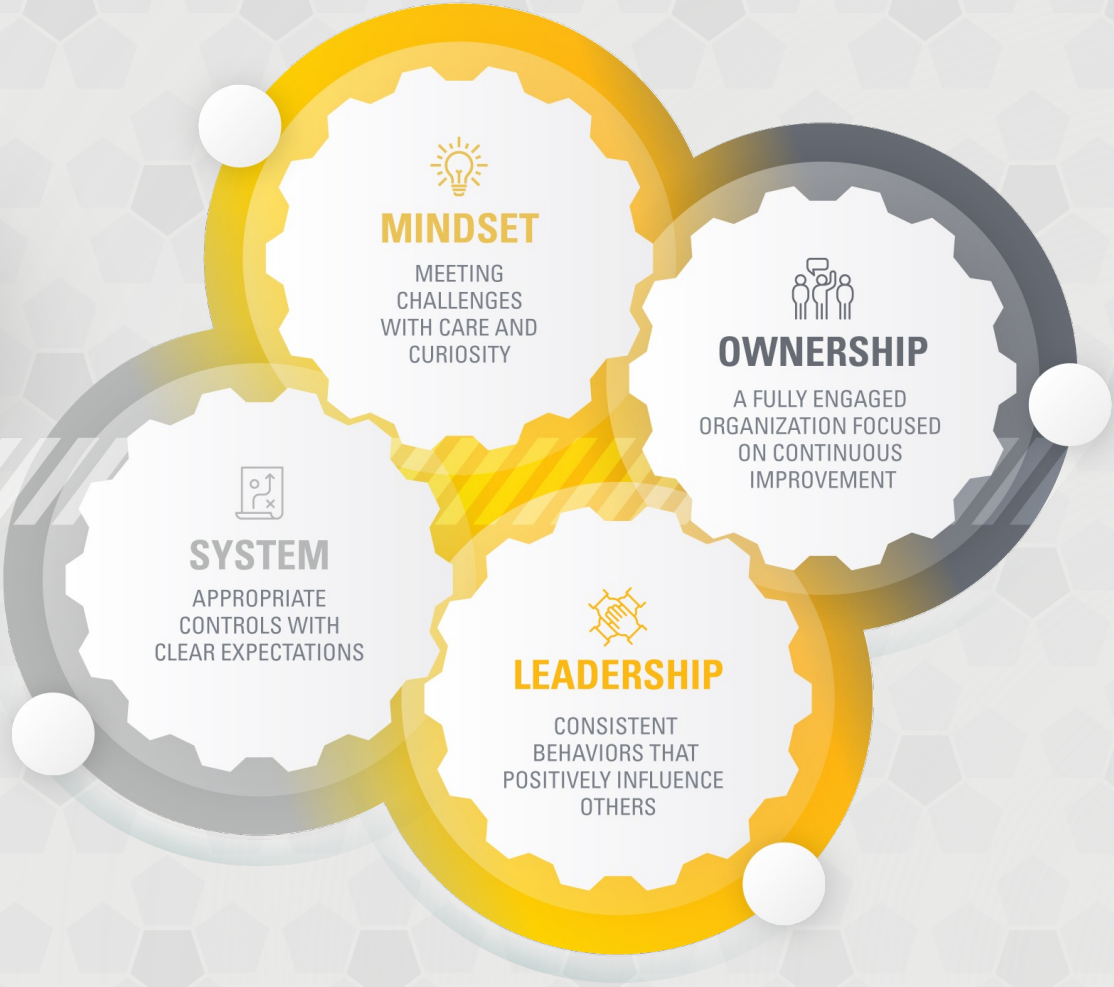 MINDSET
MEETING
CHALLENGES
WITH CARE AND
CURIOSITY
OWNERSHIP
A FULLY ENGAGED
ORGANIZATION FOCUSED
ON CONTINUOUS
IMPROVEMENT
SYSTEM
APPROPRIATE
CONTROLS WITH
CLEAR EXPECTATIONS
LEADERSHIP
CONSISTENT
BEHAVIORS THAT
POSITIVELY INFLUENCE
OTHERS